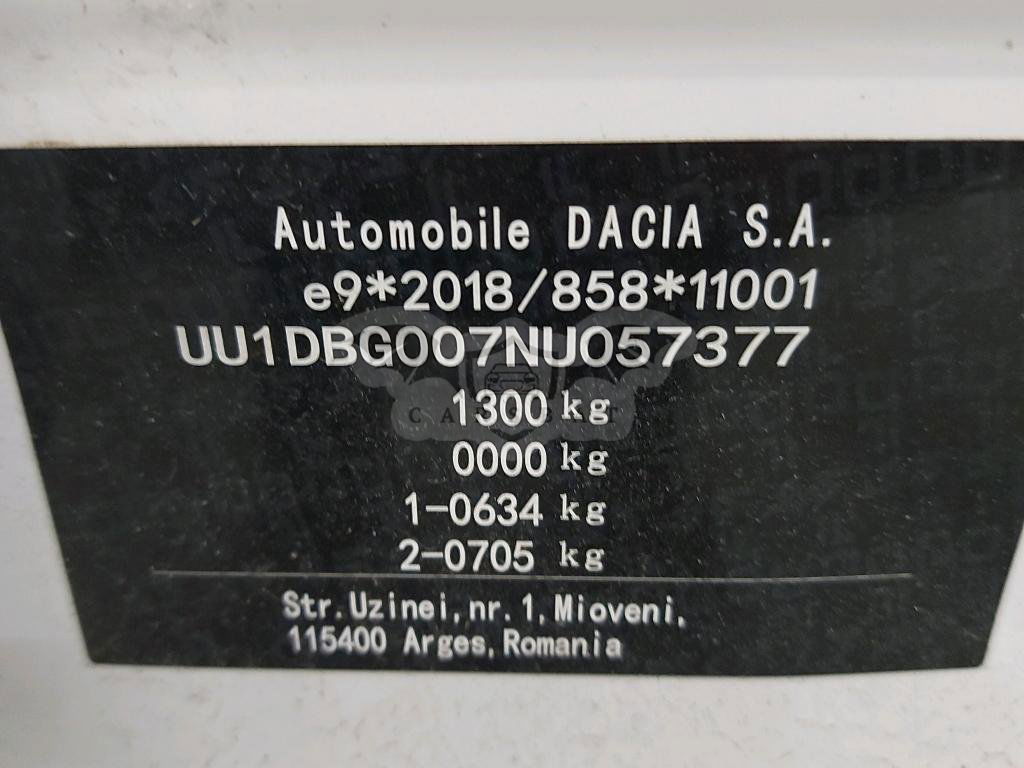 Automobile DACIA S.A.
e9*2018/858*11001
UU1DBG007NU057377
1300 kg
0000 kg
1-0634 kg
2-0705 kg
Str.Uzinei,nr.1,Mioveni,
115400 Arges,Romania